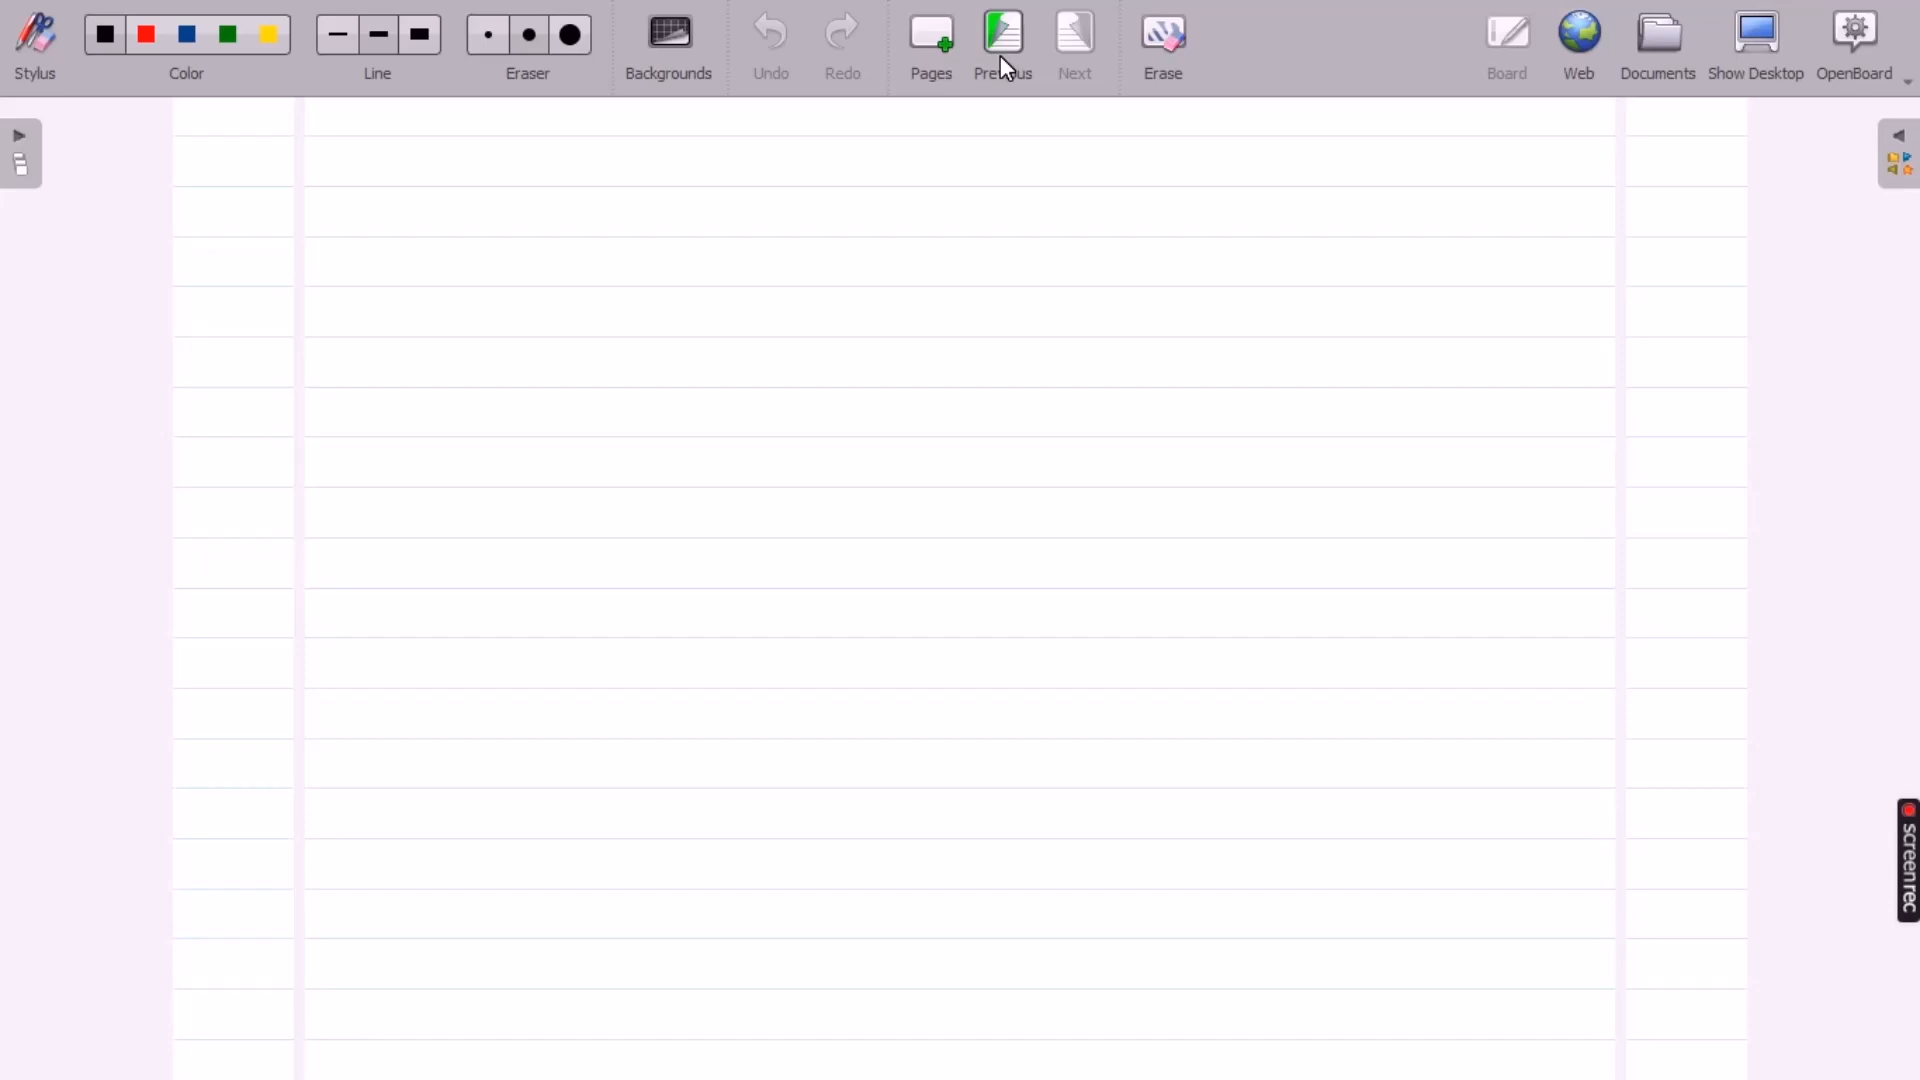 Stylus
Color
Line
Eraser
Backgrounds
Undo
Redo
Pages
Previous
Next
Erase
Board
Web
Documents
Show Desktop
OpenBoard
screenrec